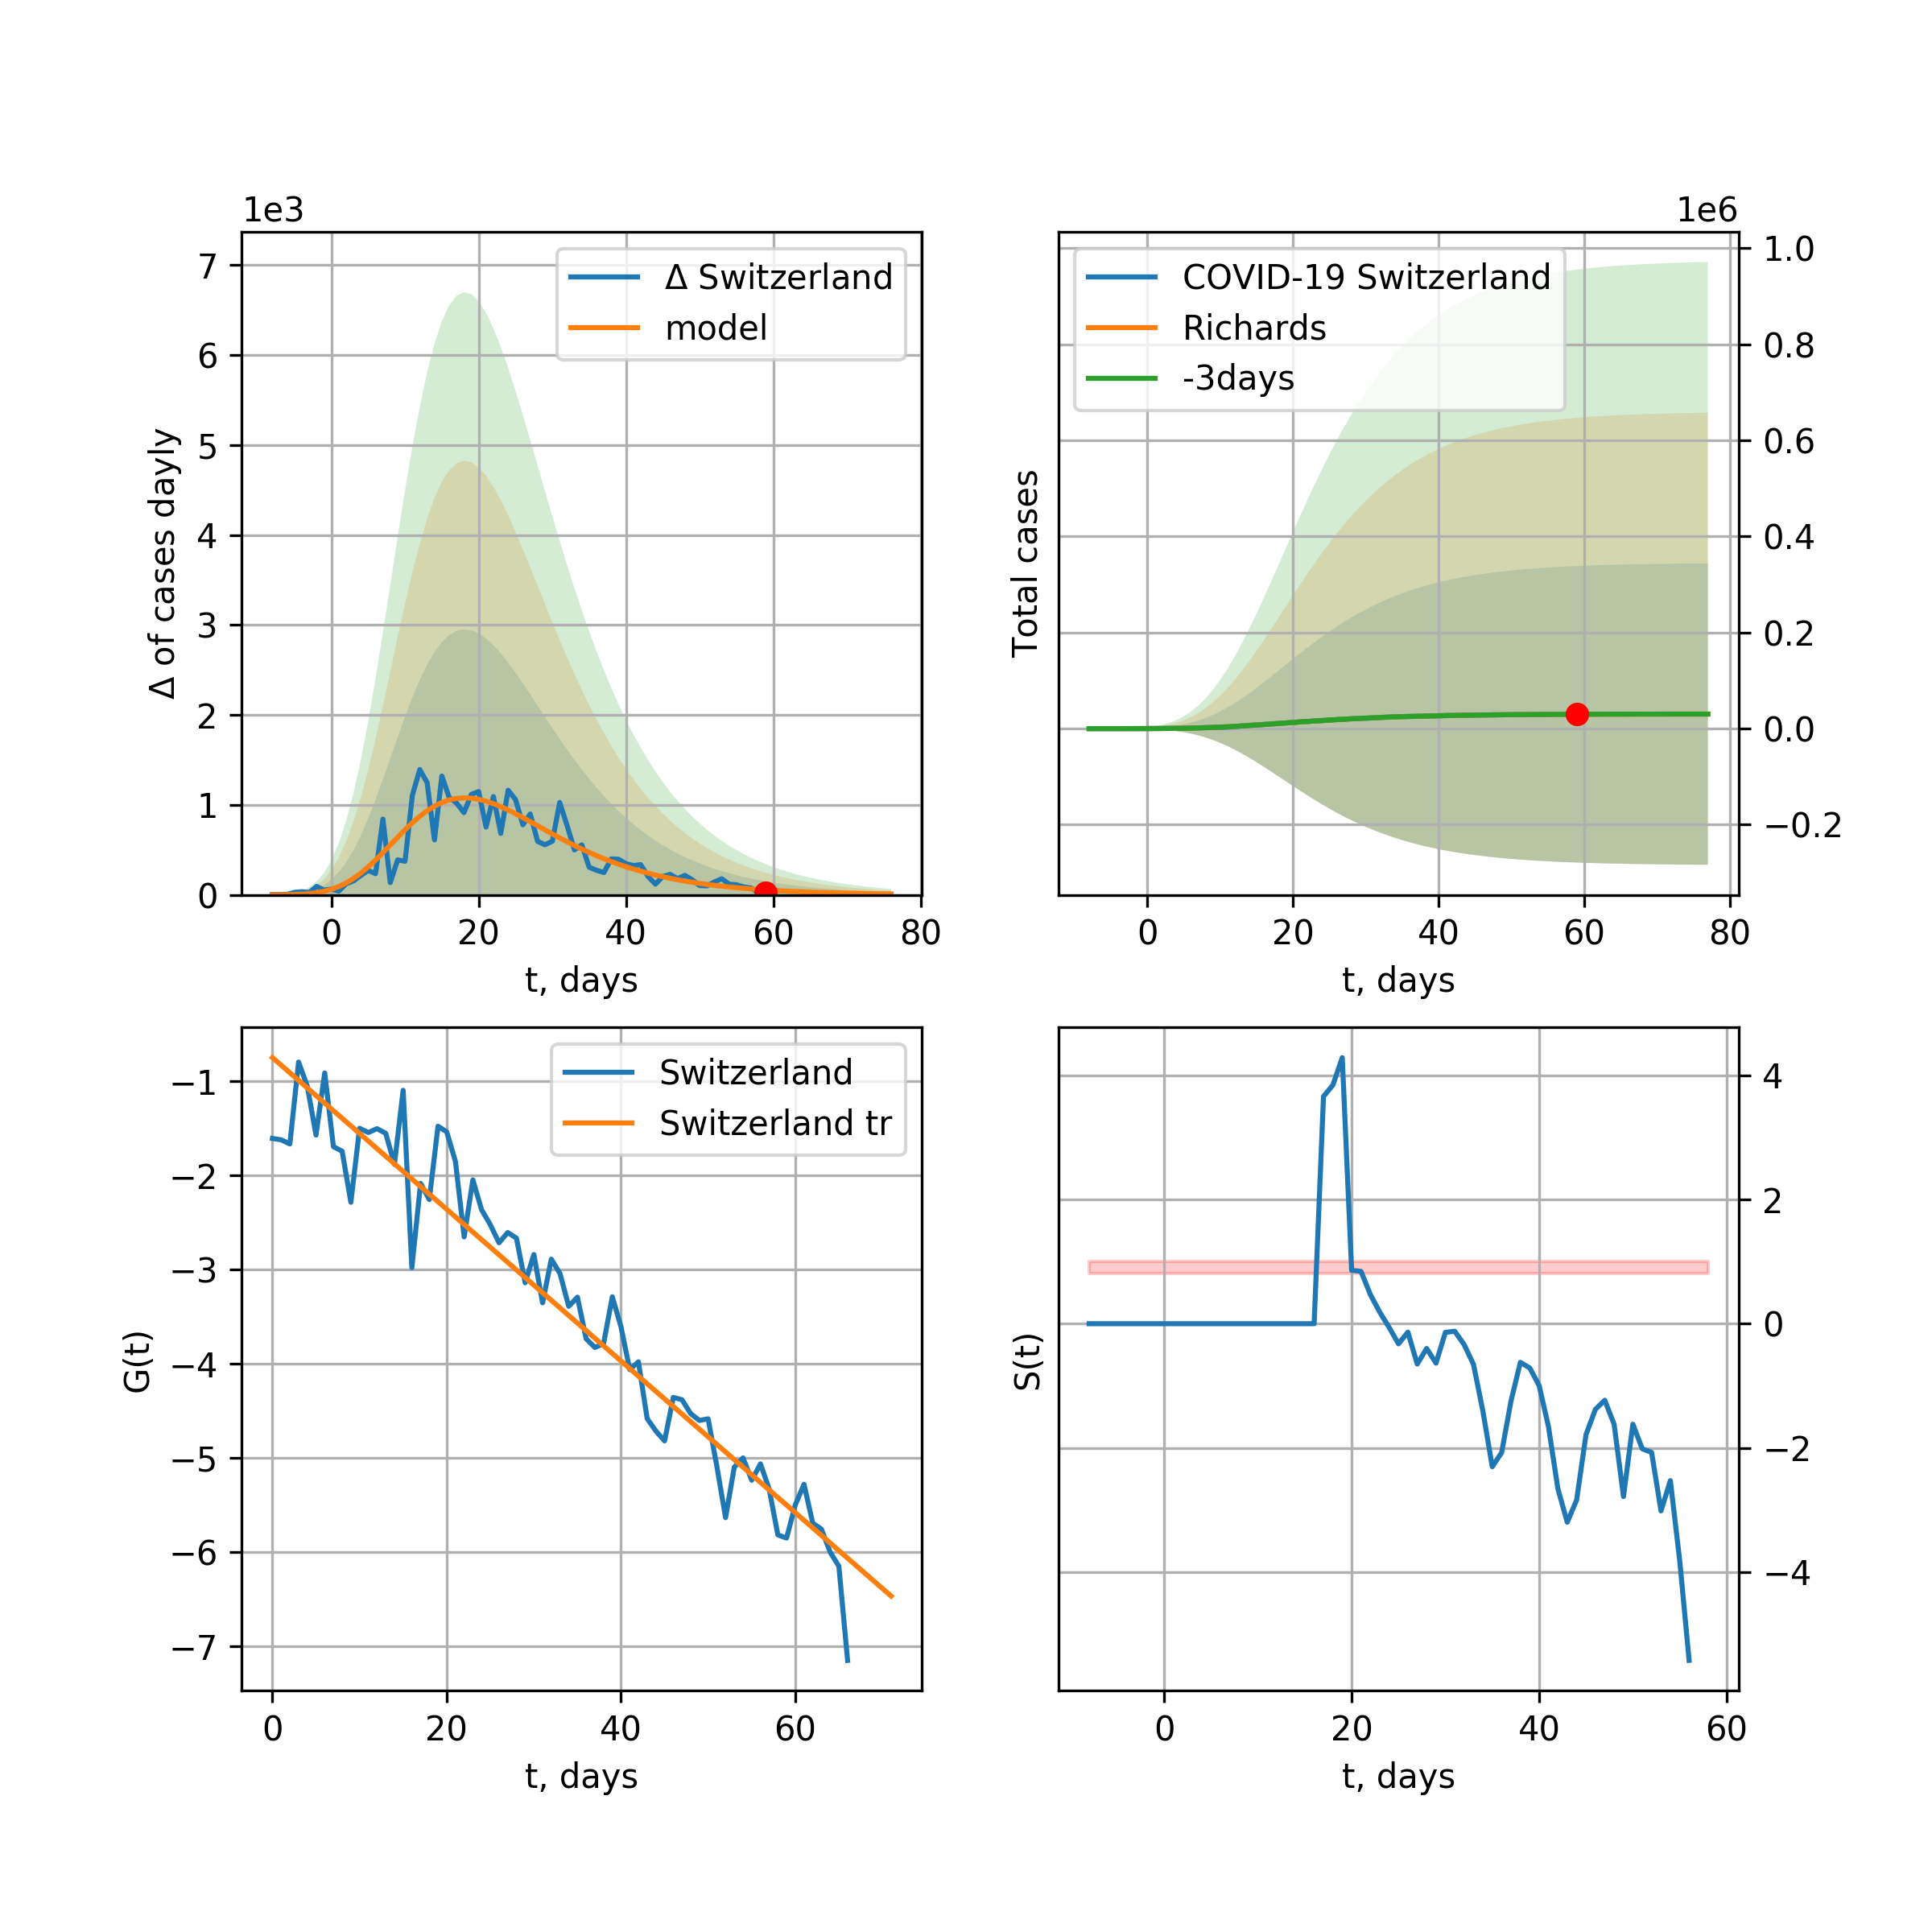 1e3
7
6
5
4
3
2
1
0
Δ of cases dayly
Δ Switzerland
model
0 20 40 60 80
t, days
1e6
1.0
0.8
0.6
0.4
0.2
0.0
−0.2
Total cases
COVID-19 Switzerland
Richards
-3days
0 20 40 60 80
t, days
−1
−2
−3
−4
−5
−6
−7
G(t)
Switzerland
Switzerland tr
0 20 40 60
t, days
4
2
0
−2
−4
S(t)
0 20 40 60
t, days